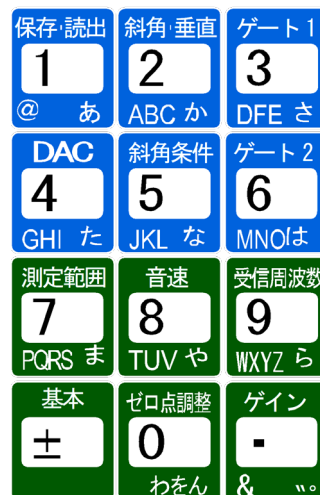 保存・読出 斜角・垂直 ゲート1
1 2 3
@ あ ABC か DFE さ
DAC 斜角条件 ゲート2
4 5 6
GHI た JKL な MNO は
測定範囲 音速 受信周波数
7 8 9
PQRS ま TUV や WXYZ ら
基本 ゼロ点調整 ゲイン
± 0 ・
わをん & ゛。